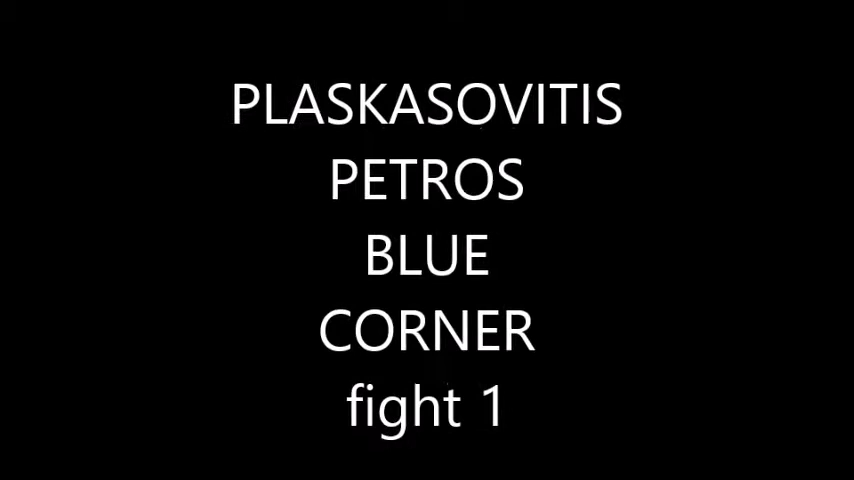 PLASKASOVITIS
PETROS
BLUE
CORNER
fight 1